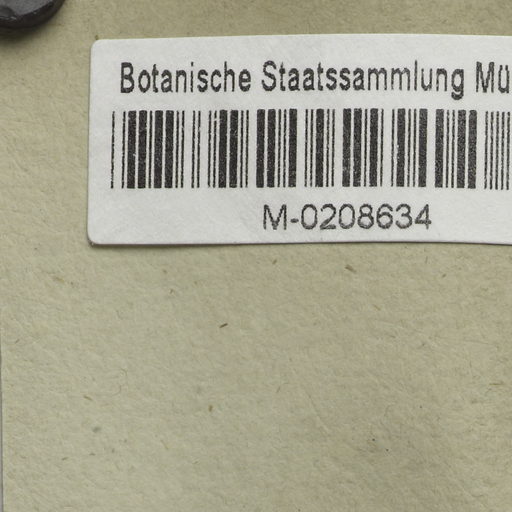 Botanische Staatssammlung Mü
M-0208634